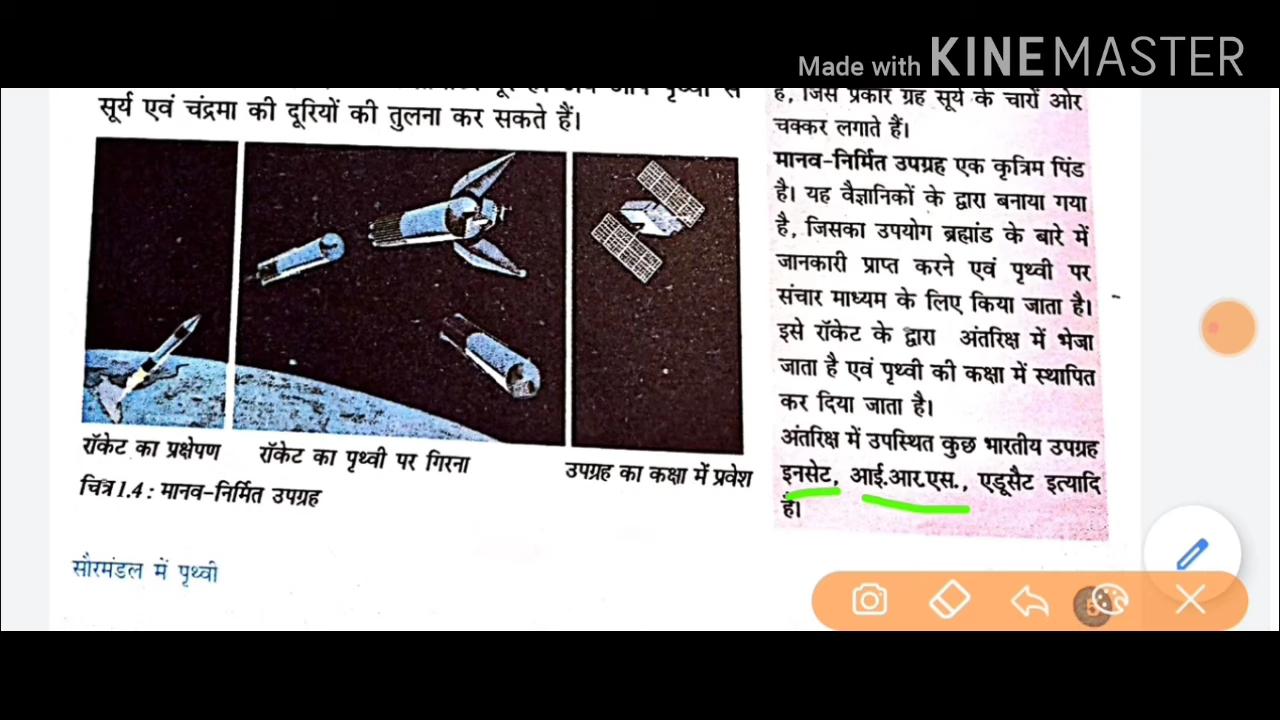 Made with KINEMASTER
सूर्य एवं चंद्रमा की दूरियों की तुलना कर सकते हैं।
रॉकेट का प्रक्षेपण
रॉकेट का पृथ्वी पर गिरना
उपग्रह का कक्षा में प्रवेश
चित्र 1.4 : मानव-निर्मित उपग्रह
सौरमंडल में पृथ्वी
है, जिस प्रकार ग्रह सूर्य के चारों ओर
चक्कर लगाते हैं।
मानव-निर्मित उपग्रह एक कृत्रिम पिंड
है। यह वैज्ञानिकों के द्वारा बनाया गया
है, जिसका उपयोग ब्रह्मांड के बारे में
जानकारी प्राप्त करने एवं पृथ्वी पर
संचार माध्यम के लिए किया जाता है।
इसे रॉकेट के द्वारा अंतरिक्ष में भेजा
जाता है एवं पृथ्वी की कक्षा में स्थापित
कर दिया जाता है।
अंतरिक्ष में उपस्थित कुछ भारतीय उपग्रह
इनसेट, आई.आर.एस., एडूसैट इत्यादि
हैं।